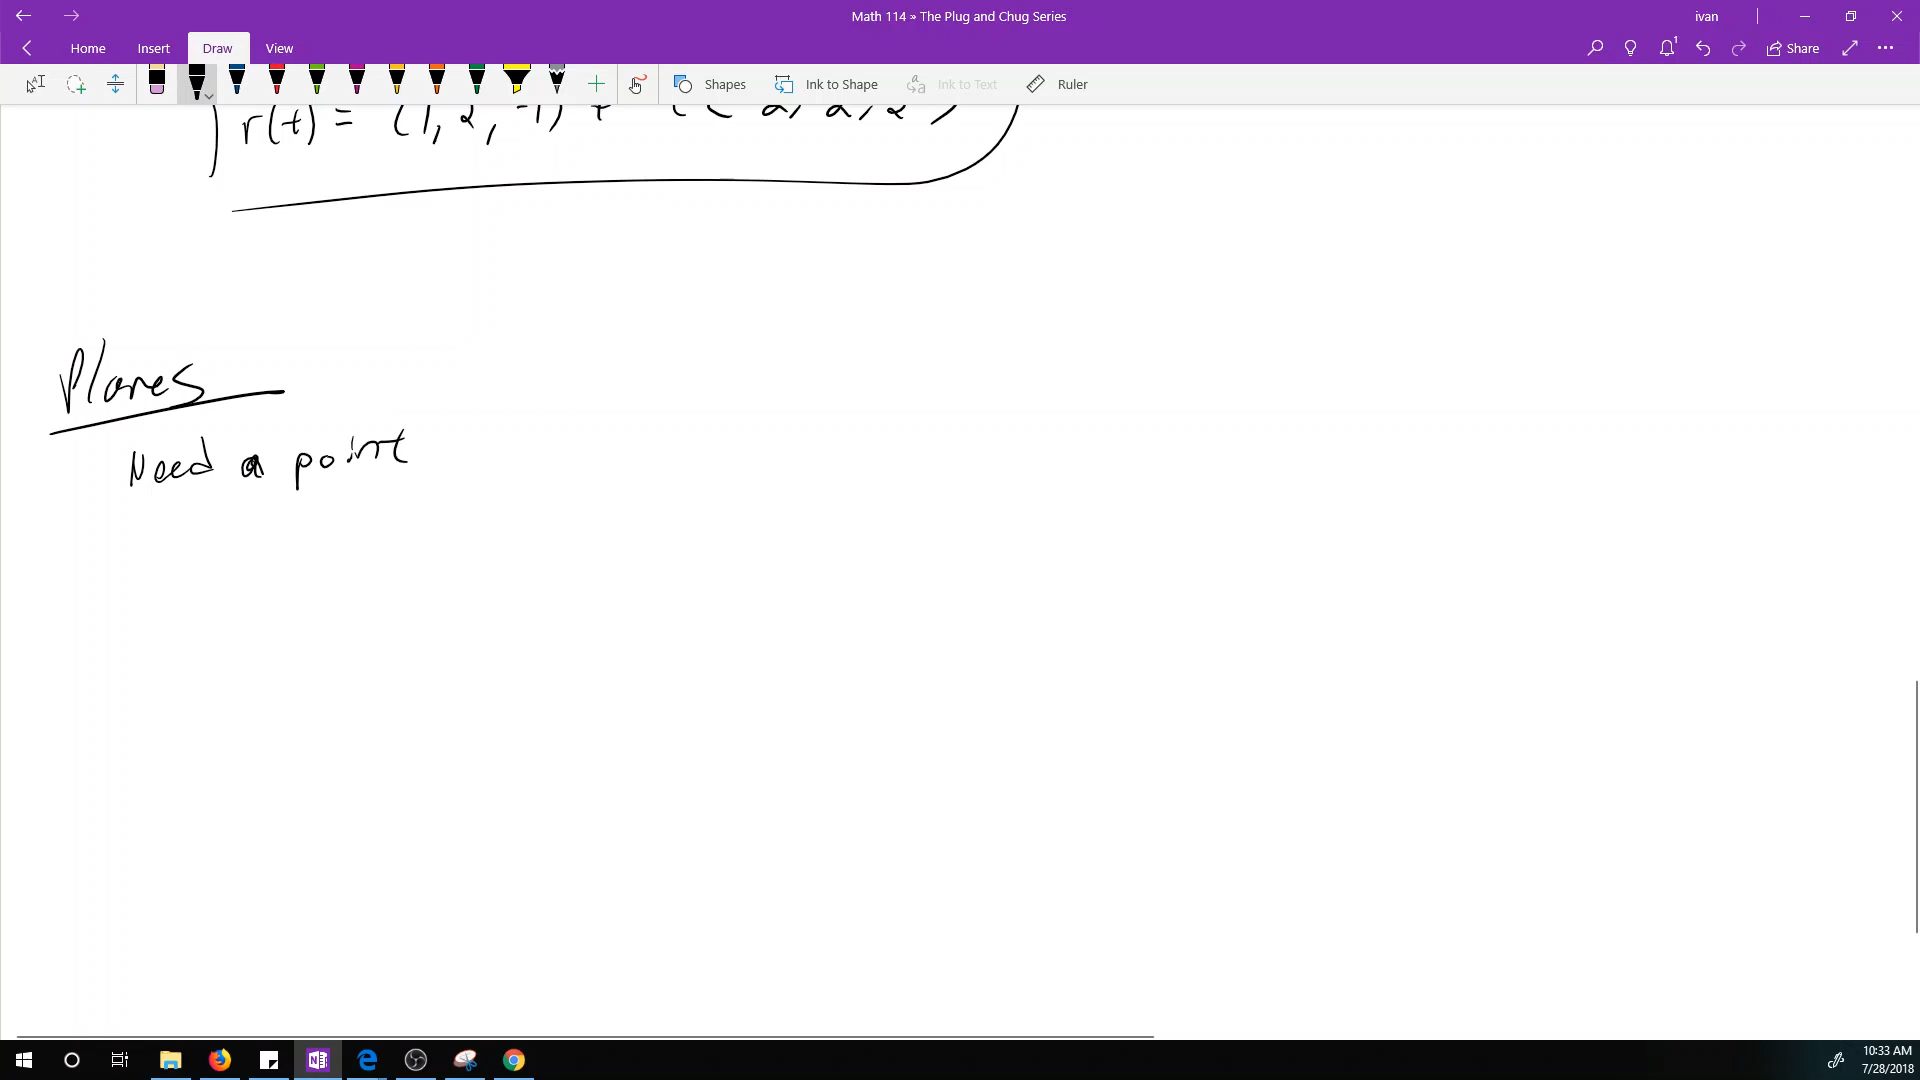 Math 114 » The Plug and Chug Series
ivan
Home Insert Draw View
1
Share
Shapes
Ink to Shape
Ink to Text
Ruler
r(t) = (1, 2, -1) +
Planes
Need a point
10:33 AM
7/28/2018